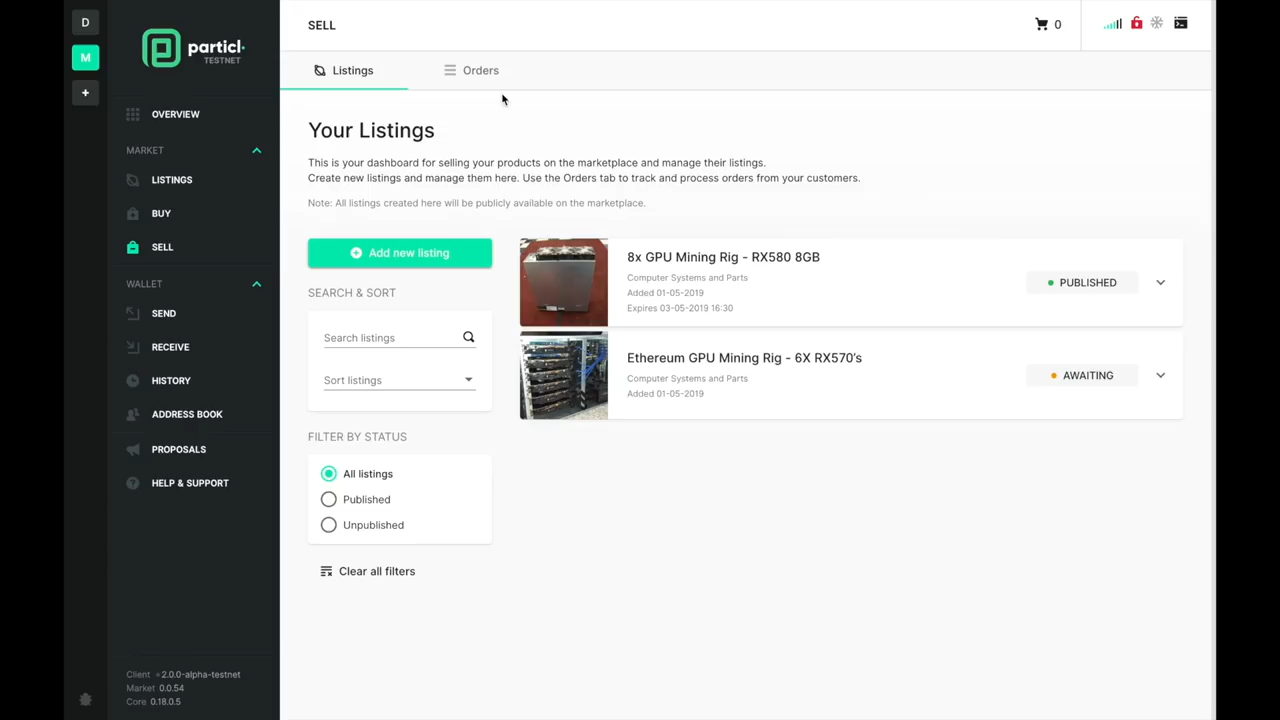 D
M
+
particl.
TESTNET
OVERVIEW
MARKET
LISTINGS
BUY
SELL
WALLET
SEND
RECEIVE
HISTORY
ADDRESS BOOK
PROPOSALS
HELP & SUPPORT
Client 2.0.0-alpha-testnet
Market 0.0.54
Core 0.18.0.5
SELL
0
Listings
Orders
Your Listings
This is your dashboard for selling your products on the marketplace and manage their listings.
Create new listings and manage them here. Use the Orders tab to track and process orders from your customers.
Note: All listings created here will be publicly available on the marketplace.
Add new listing
SEARCH & SORT
Search listings
Sort listings
FILTER BY STATUS
All listings
Published
Unpublished
Clear all filters
8x GPU Mining Rig - RX580 8GB
Computer Systems and Parts
Added 01-05-2019
Expires 03-05-2019 16:30
PUBLISHED
Ethereum GPU Mining Rig - 6X RX570's
Computer Systems and Parts
Added 01-05-2019
AWAITING